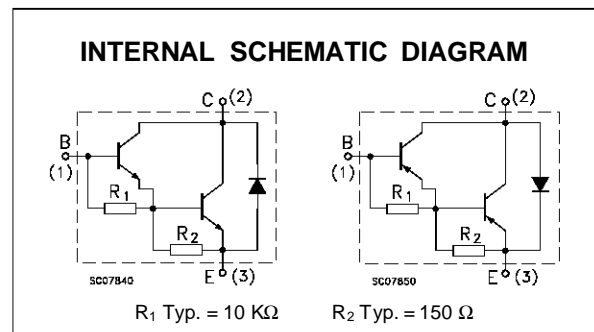 INTERNAL SCHEMATIC DIAGRAM
C (2)
B
(1)
R1
R2
E (3)
SC07840
C (2)
B
(1)
R1
R2
E (3)
SC07850
R1 Typ. = 10 KΩ R2 Typ. = 150 Ω